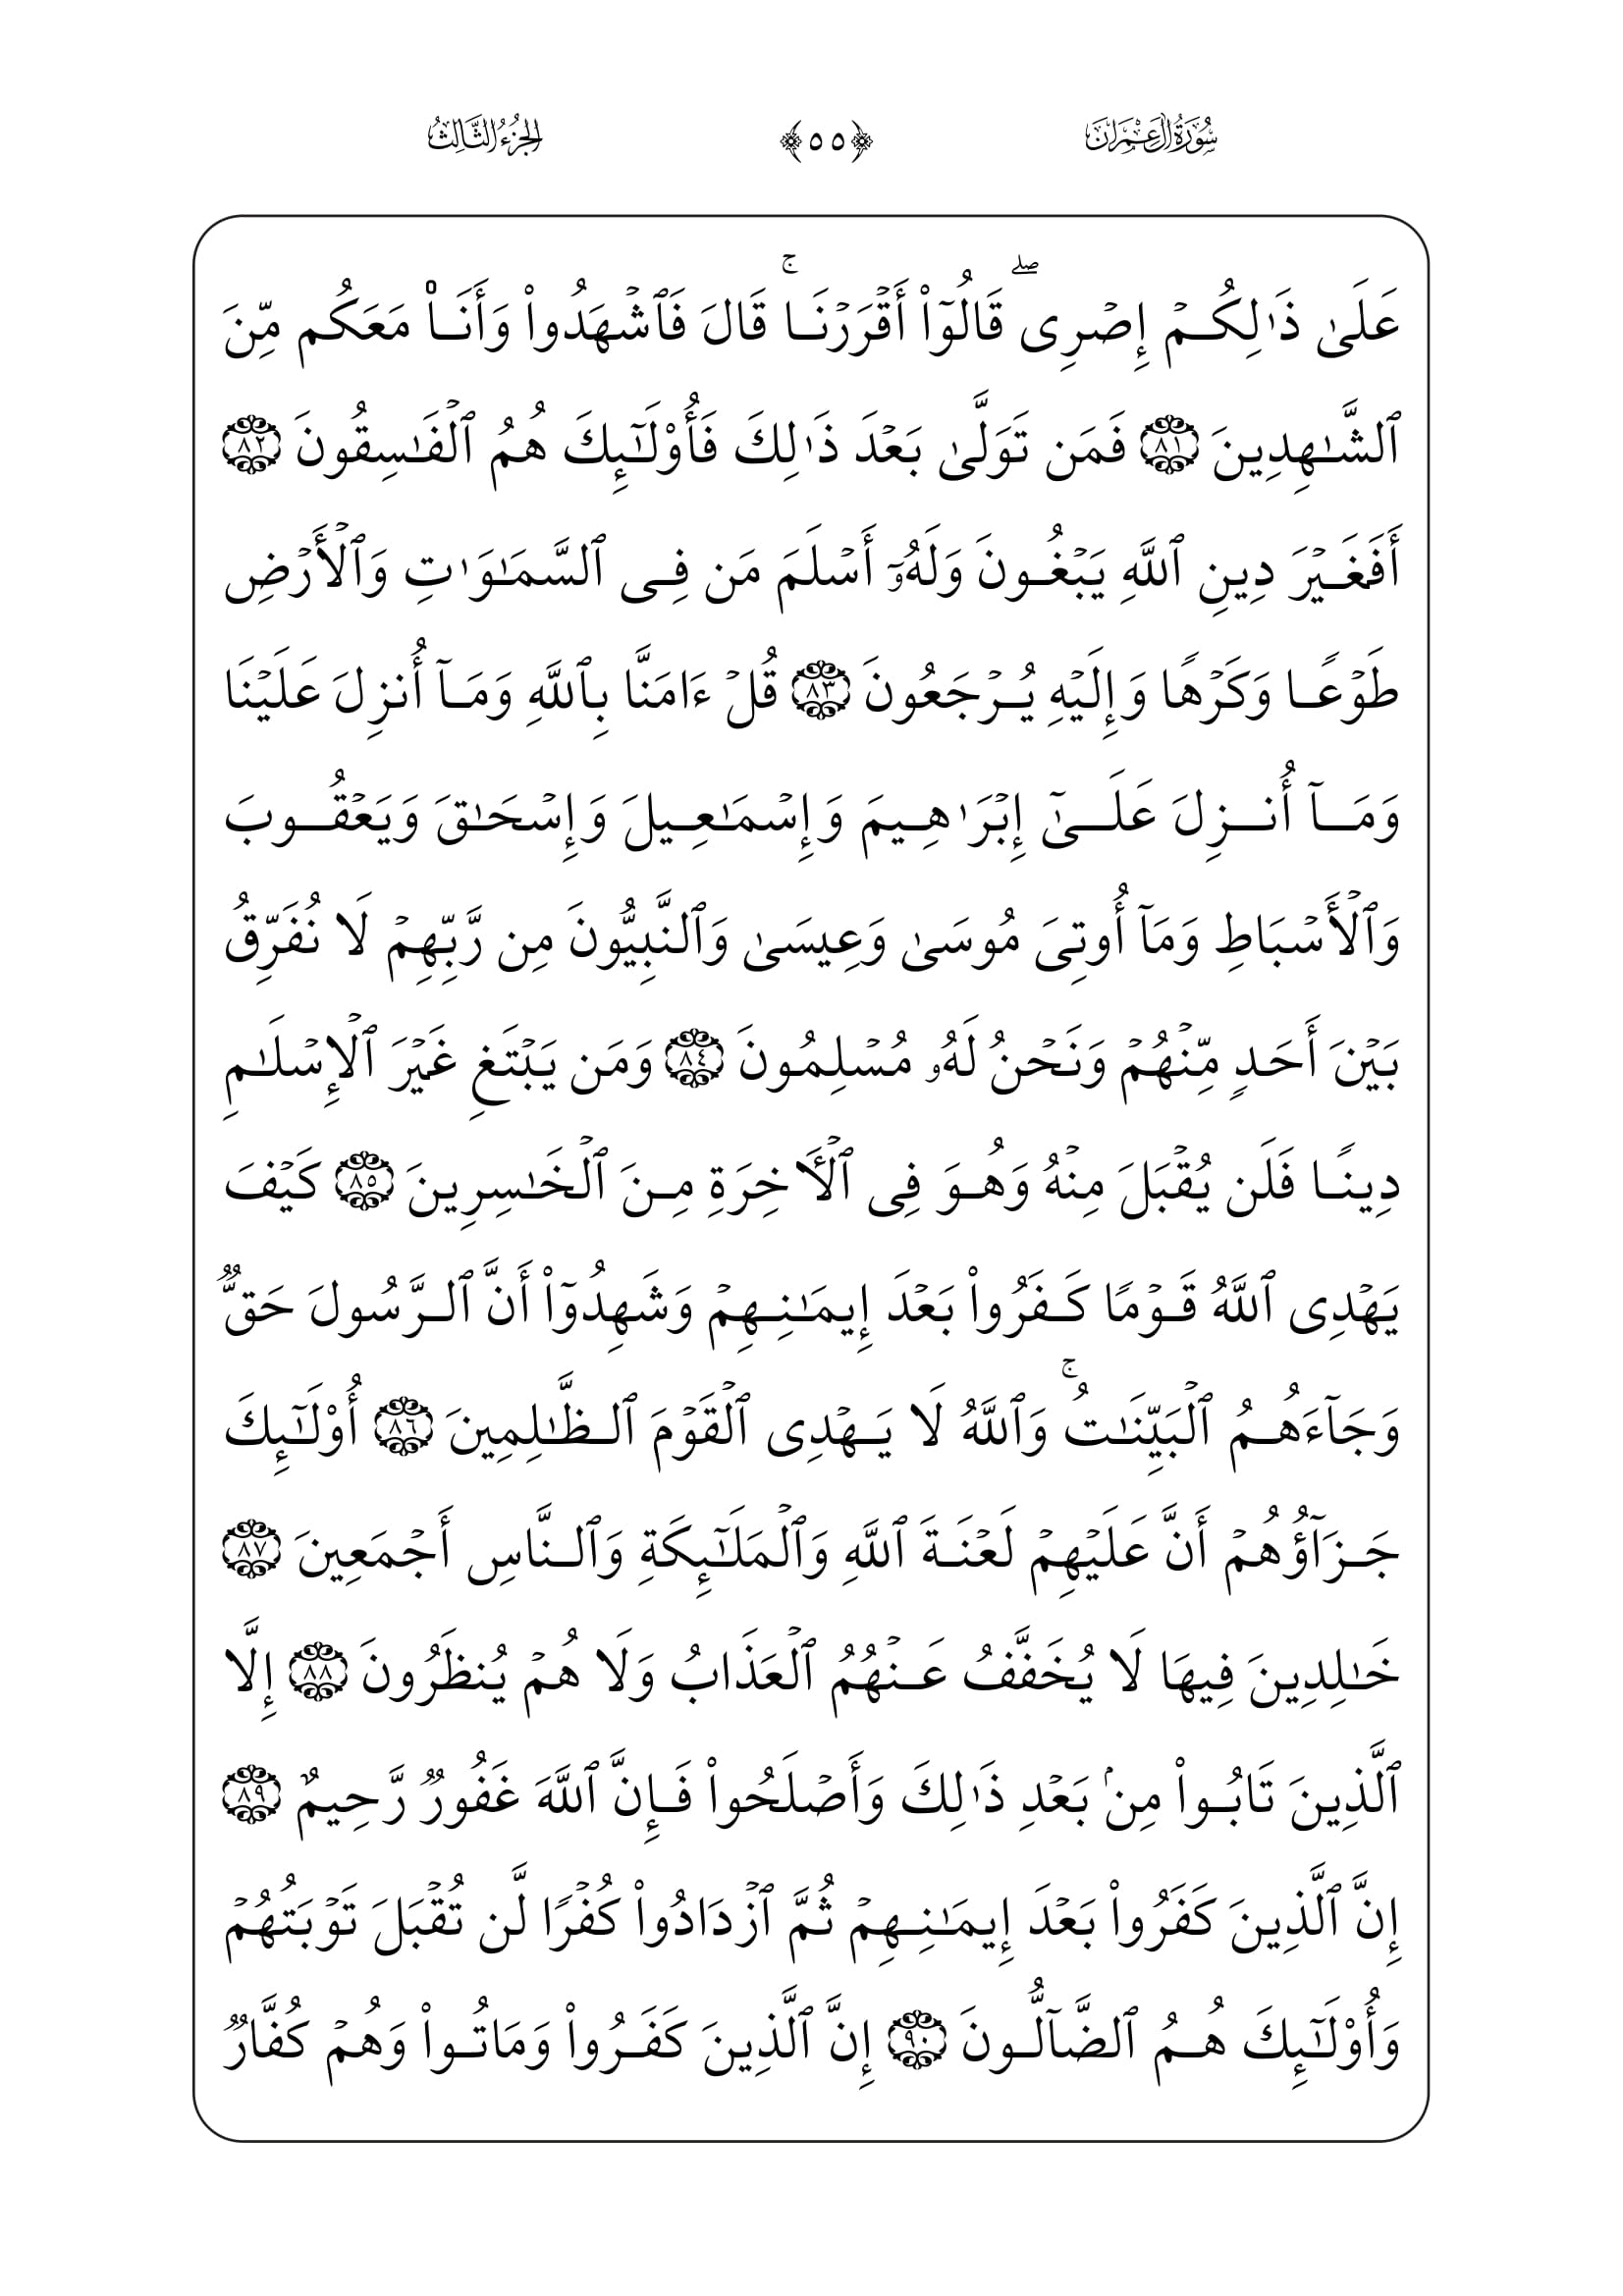 سُورَةُ آلِ عِمْرَانَ
﴿٥٥﴾
الجُزْءُ الثَّالِثُ
عَلَىٰ ذَٰلِكُمۡ إِصۡرِىۖ قَالُوٓاْ أَقۡرَرۡنَاۚ قَالَ فَٱشۡهَدُواْ وَأَنَا۠ مَعَكُم مِّنَ
ٱلشَّٰهِدِينَ ٨١ فَمَن تَوَلَّىٰ بَعۡدَ ذَٰلِكَ فَأُوْلَٰٓئِكَ هُمُ ٱلۡفَٰسِقُونَ ٨٢
أَفَغَيۡرَ دِينِ ٱللَّهِ يَبۡغُونَ وَلَهُۥٓ أَسۡلَمَ مَن فِى ٱلسَّمَٰوَٰتِ وَٱلۡأَرۡضِ
طَوۡعًا وَكَرۡهًا وَإِلَيۡهِ يُرۡجَعُونَ ٨٣ قُلۡ ءَامَنَّا بِٱللَّهِ وَمَآ أُنزِلَ عَلَيۡنَا
وَمَآ أُنزِلَ عَلَىٰٓ إِبۡرَٰهِيمَ وَإِسۡمَٰعِيلَ وَإِسۡحَٰقَ وَيَعۡقُوبَ
وَٱلۡأَسۡبَاطِ وَمَآ أُوتِىَ مُوسَىٰ وَعِيسَىٰ وَٱلنَّبِيُّونَ مِن رَّبِّهِمۡ لَا نُفَرِّقُ
بَيۡنَ أَحَدٍ مِّنۡهُمۡ وَنَحۡنُ لَهُۥ مُسۡلِمُونَ ٨٤ وَمَن يَبۡتَغِ غَيۡرَ ٱلۡإِسۡلَٰمِ
دِينًا فَلَن يُقۡبَلَ مِنۡهُ وَهُوَ فِى ٱلۡأَخِرَةِ مِنَ ٱلۡخَٰسِرِينَ ٨٥ كَيۡفَ
يَهۡدِى ٱللَّهُ قَوۡمًا كَفَرُواْ بَعۡدَ إِيمَٰنِهِمۡ وَشَهِدُوٓاْ أَنَّ ٱلرَّسُولَ حَقٌّ
وَجَآءَهُمُ ٱلۡبَيِّنَٰتُۚ وَٱللَّهُ لَا يَهۡدِى ٱلۡقَوۡمَ ٱلظَّٰلِمِينَ ٨٦ أُوْلَٰٓئِكَ
جَزَآؤُهُمۡ أَنَّ عَلَيۡهِمۡ لَعۡنَةَ ٱللَّهِ وَٱلۡمَلَٰٓئِكَةِ وَٱلنَّاسِ أَجۡمَعِينَ ٨٧
خَٰلِدِينَ فِيهَا لَا يُخَفَّفُ عَنۡهُمُ ٱلۡعَذَابُ وَلَا هُمۡ يُنظَرُونَ ٨٨ إِلَّا
ٱلَّذِينَ تَابُواْ مِنۢ بَعۡدِ ذَٰلِكَ وَأَصۡلَحُواْ فَإِنَّ ٱللَّهَ غَفُورٌ رَّحِيمٌ ٨٩
إِنَّ ٱلَّذِينَ كَفَرُواْ بَعۡدَ إِيمَٰنِهِمۡ ثُمَّ ٱزۡدَادُواْ كُفۡرًا لَّن تُقۡبَلَ تَوۡبَتُهُمۡ
وَأُوْلَٰٓئِكَ هُمُ ٱلضَّآلُّونَ ٩٠ إِنَّ ٱلَّذِينَ كَفَرُواْ وَمَاتُواْ وَهُمۡ كُفَّارٌ